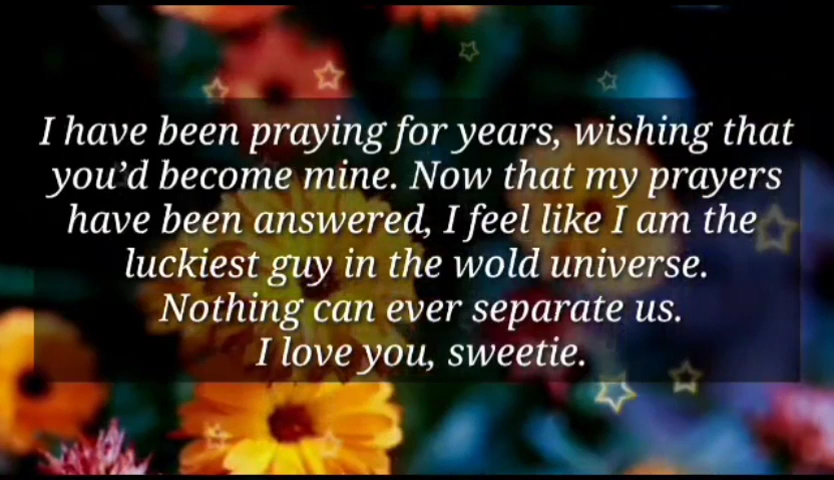 I have been praying for years, wishing that
you’d become mine. Now that my prayers
have been answered, I feel like I am the
luckiest guy in the wold universe.
Nothing can ever separate us.
I love you, sweetie.